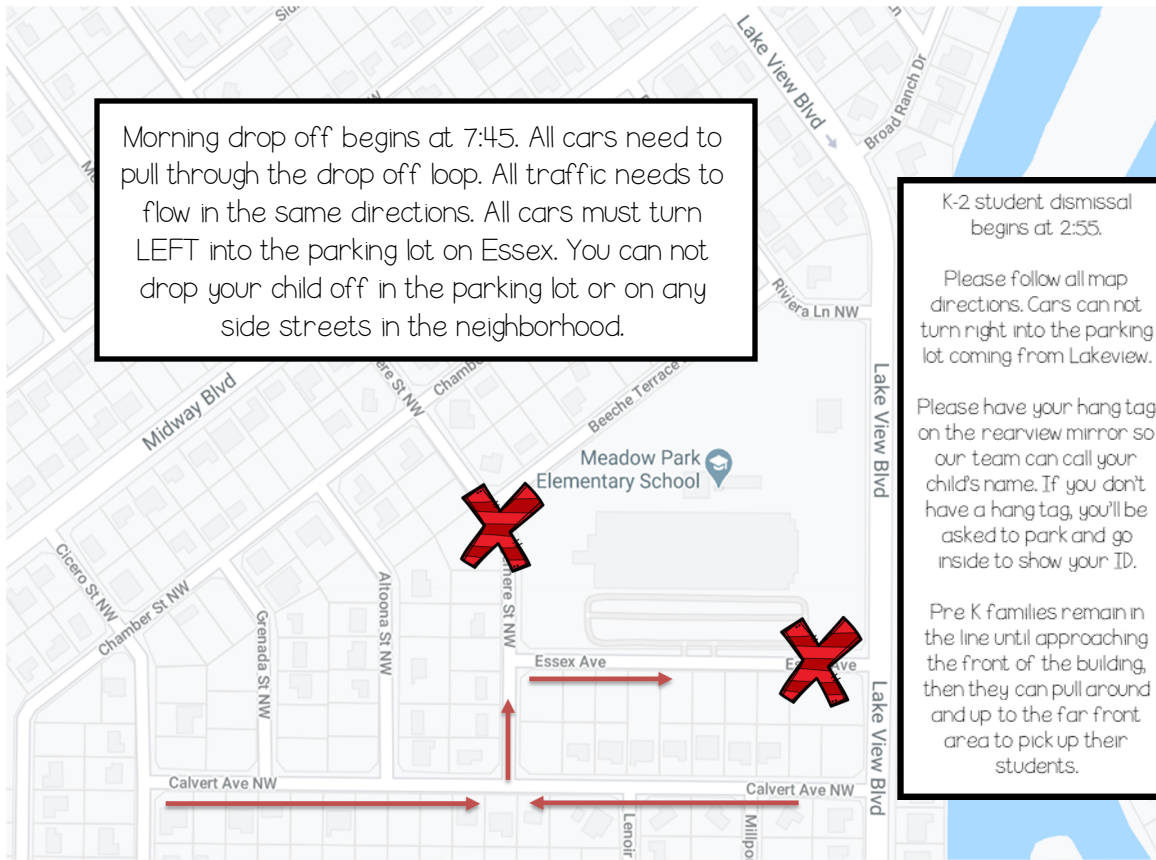 Lake View Blvd
Broad Ranch Dr
Morning drop off begins at 7:45. All cars need to
pull through the drop off loop. All traffic needs to
flow in the same directions. All cars must turn
LEFT into the parking lot on Essex. You can not
drop your child off in the parking lot or on any
side streets in the neighborhood.
K-2 student dismissal
begins at 2:55.
Please follow all map
directions. Cars can not
turn right into the parking
lot coming from Lakeview.
Please have your hang tag
on the rearview mirror so
our team can call your
child's name. If you don't
have a hang tag, you'll be
asked to park and go
inside to show your ID.
Pre K families remain in
the line until approaching
the front of the building,
then they can pull around
and up to the far front
area to pick up their
students.
Riviera Ln NW
Midway Blvd
St NW
Beeche Terrace
Lake View Blvd
Meadow Park
Elementary School
Cicero St NW
Chamber St NW
Grenada St NW
Altoona St NW
St NW
Essex Ave
Ave
Lake View Blvd
Calvert Ave NW
Calvert Ave NW
Lenoir